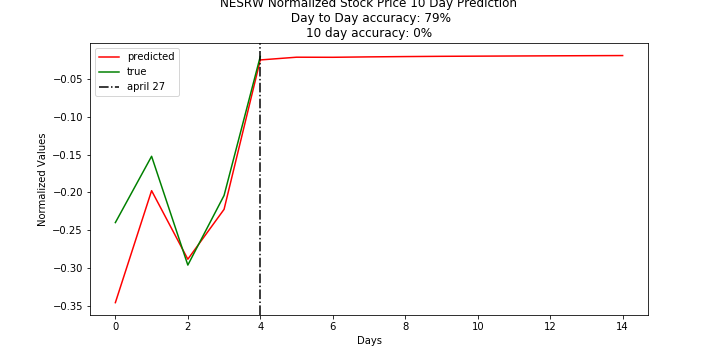 NESRW Normalized Stock Price 10 Day Prediction
Day to Day accuracy: 79%
10 day accuracy: 0%
predicted
true
april 27
Normalized Values
−0.05
−0.10
−0.15
−0.20
−0.25
−0.30
−0.35
0 2 4 6 8 10 12 14
Days